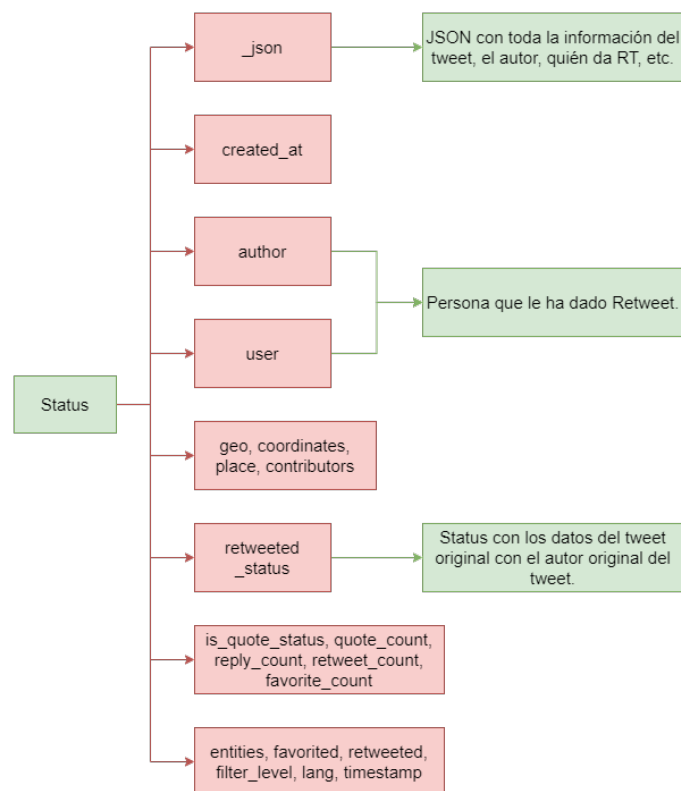 _json
JSON con toda la información del
tweet, el autor, quién da RT, etc.
created_at
author
Persona que le ha dado Retweet.
user
Status
geo, coordinates,
place, contributors
retweeted
_status
Status con los datos del tweet
original con el autor original del
tweet.
is_quote_status, quote_count,
reply_count, retweet_count,
favorite_count
entities, favorited, retweeted,
filter_level, lang, timestamp